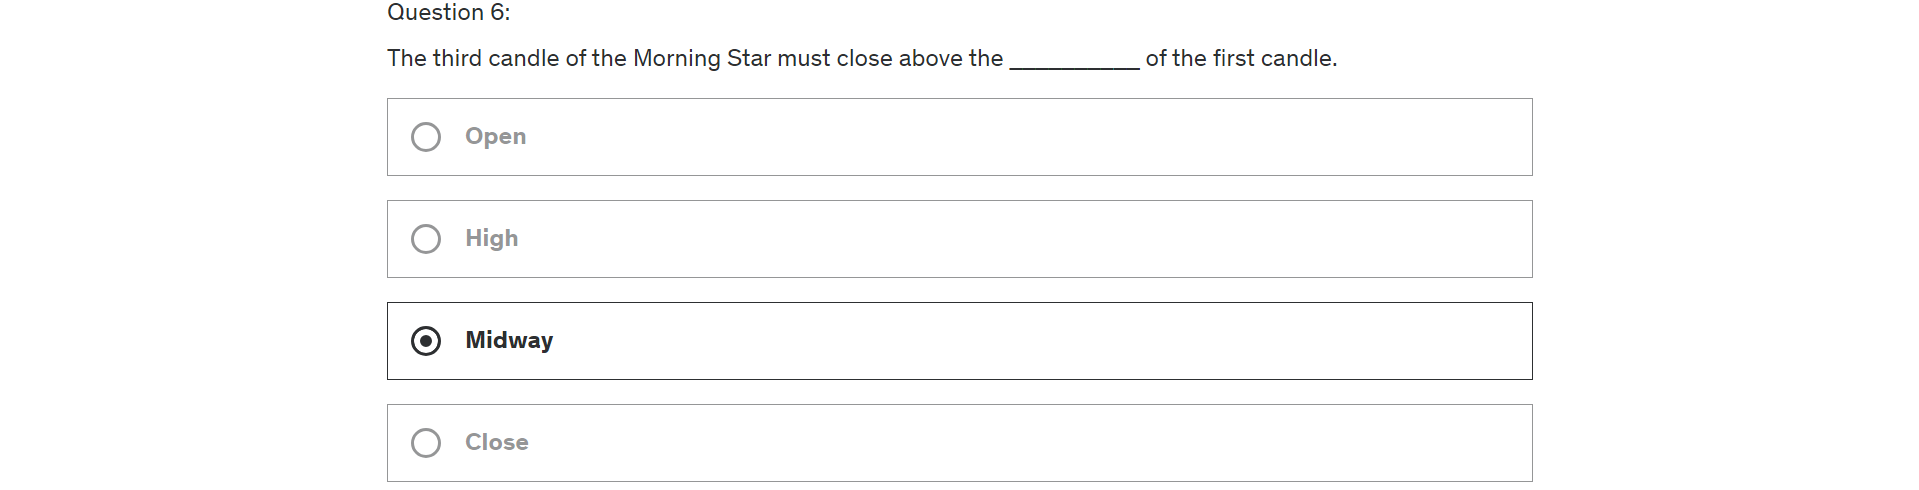 Question 6:
The third candle of the Morning Star must close above the __________ of the first candle.
Open
High
Midway
Close